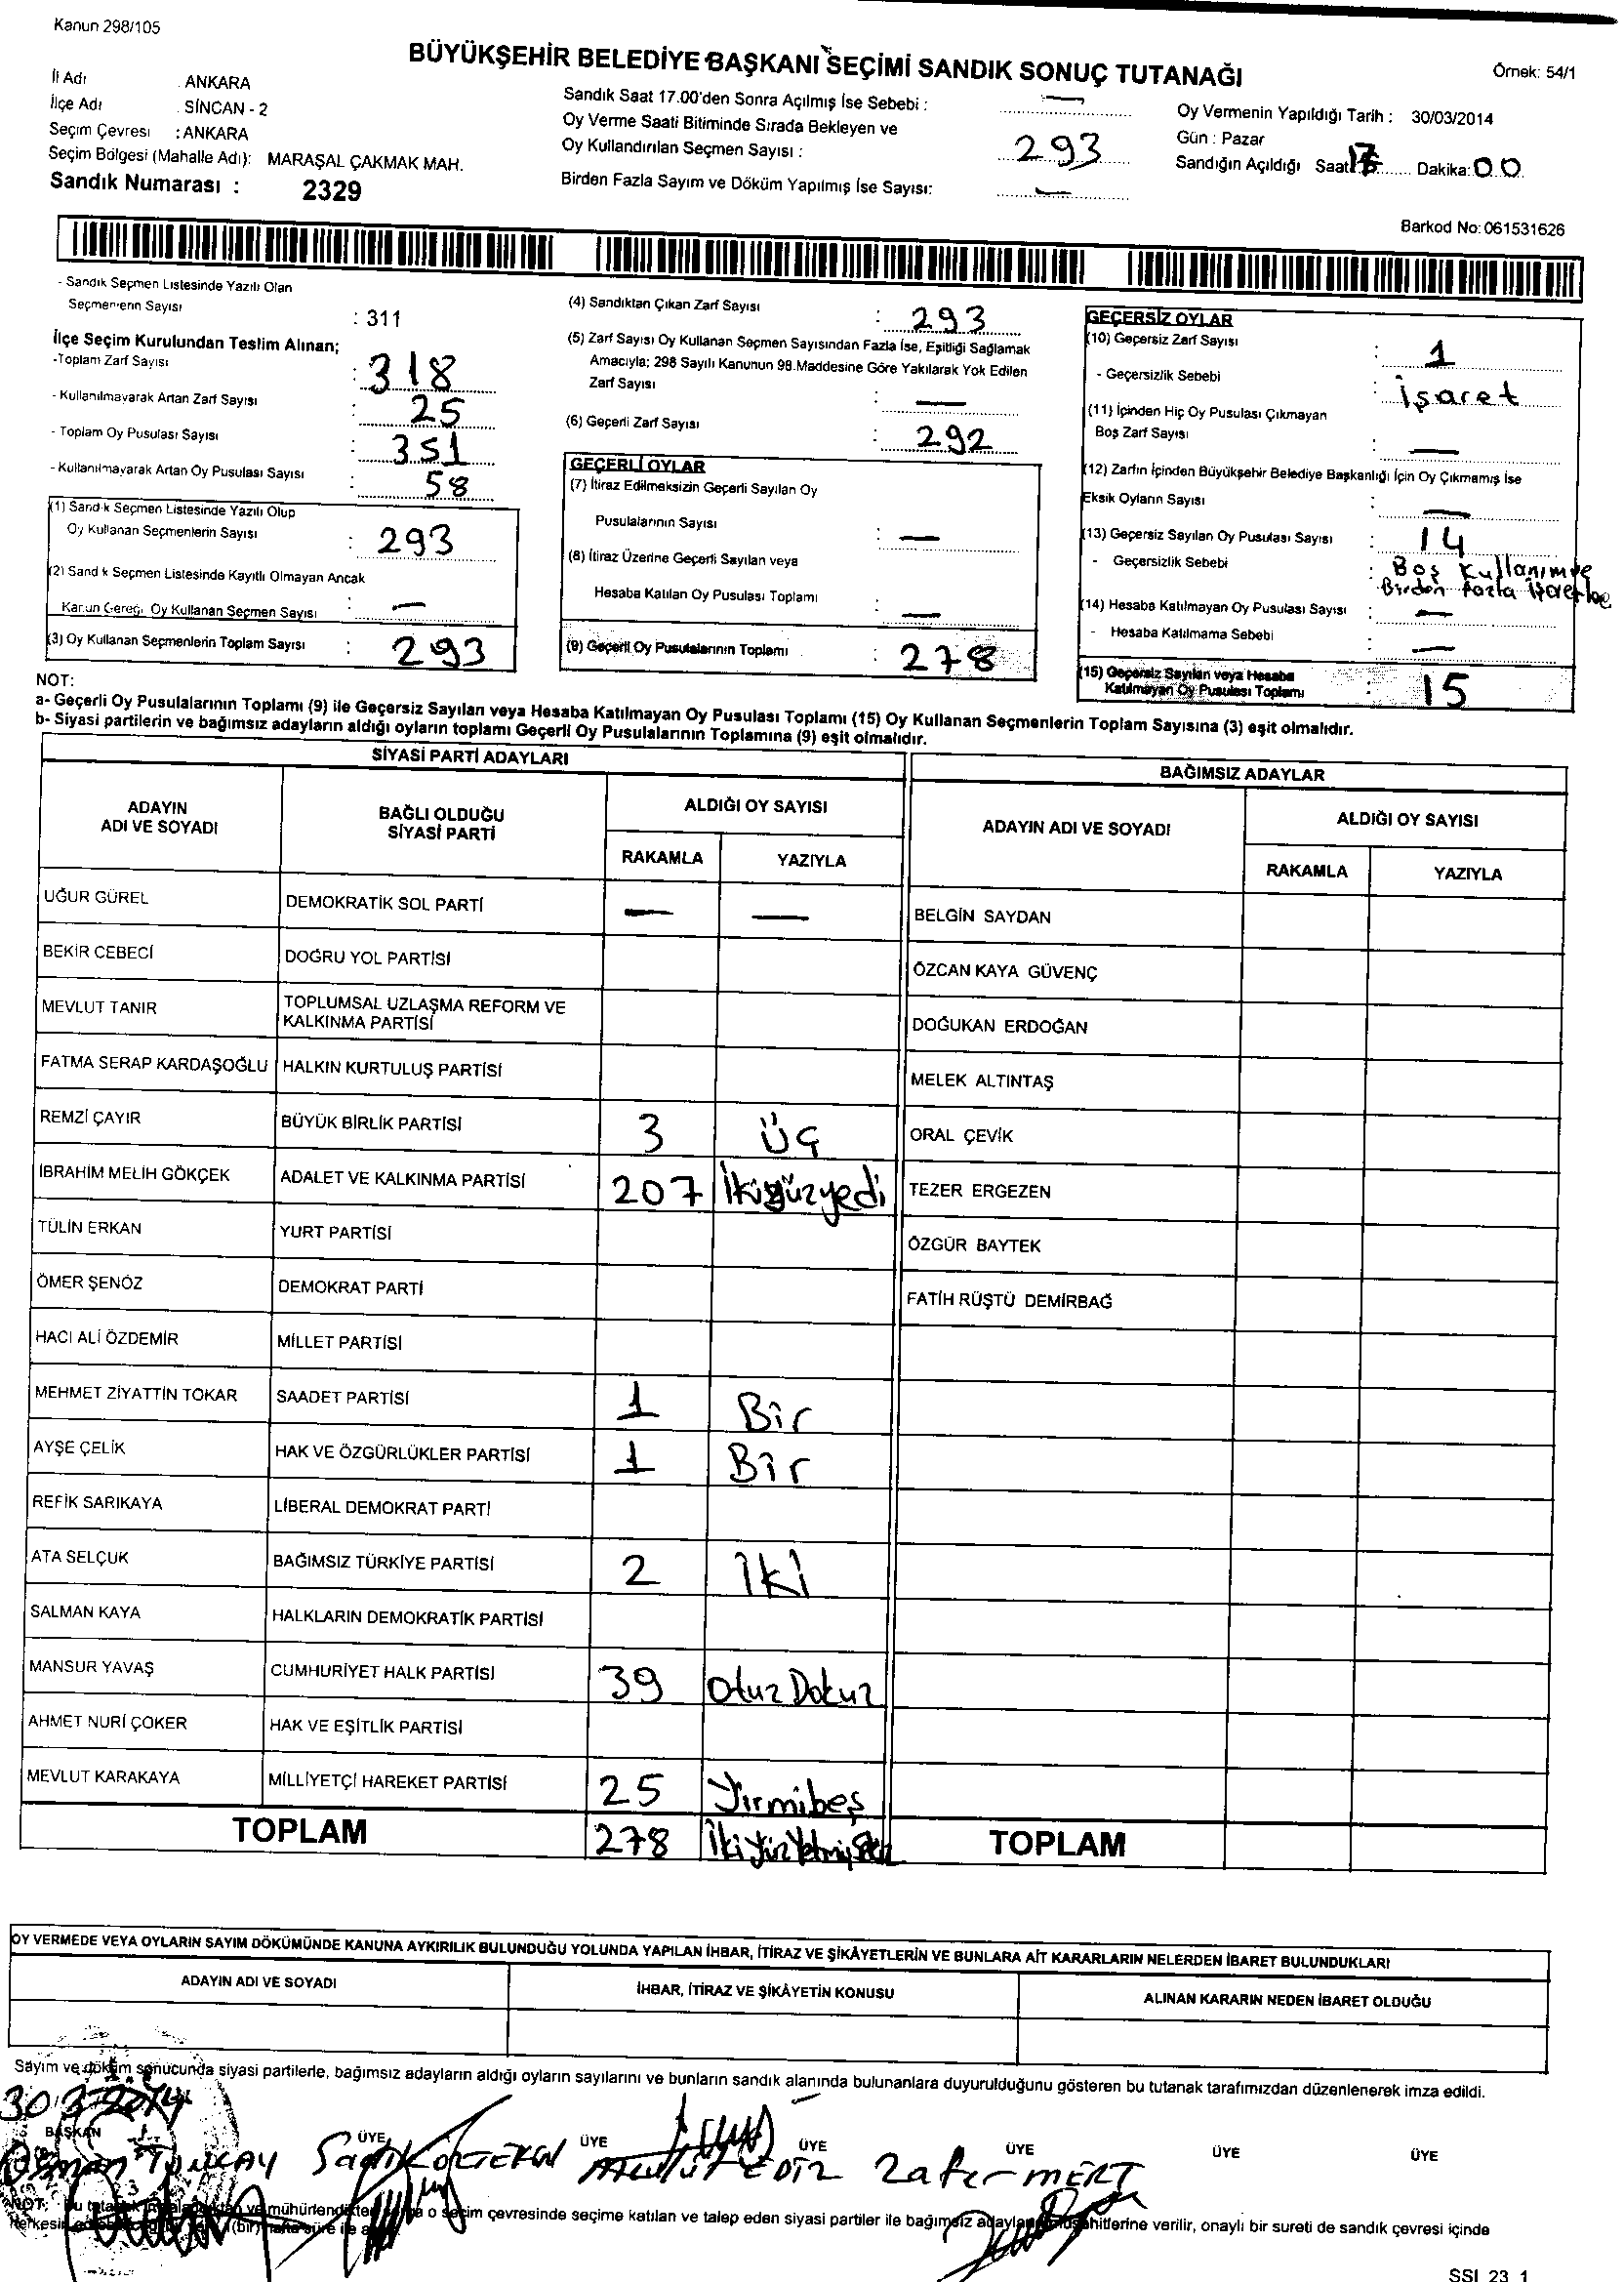 Kanun 298/105
BÜYÜKŞEHİR BELEDİYE BAŞKANI SEÇİMİ SANDIK SONUÇ TUTANAĞI
Örnek: 54/1
İl Adı : ANKARA
İlçe Adı : SİNCAN - 2
Seçim Çevresi : ANKARA
Seçim Bölgesi (Mahalle Adı): MARAŞAL ÇAKMAK MAH.
Sandık Numarası : 2329
Sandık Saat 17.00'den Sonra Açılmış İse Sebebi : —
Oy Verme Saati Bitiminde Sırada Bekleyen ve
Oy Kullandırılan Seçmen Sayısı : 293
Birden Fazla Sayım ve Döküm Yapılmış İse Sayısı: —
Oy Vermenin Yapıldığı Tarih : 30/03/2014
Gün : Pazar
Sandığın Açıldığı Saat: Dakika: 00
Barkod No: 061531626
- Sandık Seçmen Listesinde Yazılı Olan
Seçmenlerin Sayısı : 311
İlçe Seçim Kurulundan Teslim Alınan;
-Toplam Zarf Sayısı : 318
- Kullanılmayarak Artan Zarf Sayısı : 25
- Toplam Oy Pusulası Sayısı : 351
- Kullanılmayarak Artan Oy Pusulası Sayısı : 58
(1) Sandık Seçmen Listesinde Yazılı Olup
Oy Kullanan Seçmenlerin Sayısı : 293
(2) Sandık Seçmen Listesinde Kayıtlı Olmayan Ancak
Kanun Gereği Oy Kullanan Seçmen Sayısı : —
(3) Oy Kullanan Seçmenlerin Toplam Sayısı : 293
(4) Sandıktan Çıkan Zarf Sayısı : 293
(5) Zarf Sayısı Oy Kullanan Seçmen Sayısından Fazla İse, Eşitliği Sağlamak
Amacıyla; 298 Sayılı Kanunun 98.Maddesine Göre Yakılarak Yok Edilen
Zarf Sayısı : —
(6) Geçerli Zarf Sayısı : 292
GEÇERLİ OYLAR
(7) İtiraz Edilmeksizin Geçerli Sayılan Oy
Pusulalarının Sayısı : —
(8) İtiraz Üzerine Geçerli Sayılan veya
Hesaba Katılan Oy Pusulası Toplamı : —
(9) Geçerli Oy Pusulalarının Toplamı : 278
GEÇERSİZ OYLAR
(10) Geçersiz Zarf Sayısı : 1
- Geçersizlik Sebebi : işaret
(11) İçinden Hiç Oy Pusulası Çıkmayan
Boş Zarf Sayısı : —
(12) Zarfın İçinden Büyükşehir Belediye Başkanlığı İçin Oy Çıkmamış İse
Eksik Oyların Sayısı : —
(13) Geçersiz Sayılan Oy Pusulası Sayısı : 14
- Geçersizlik Sebebi : Boş Kullanım ve
Birden fazla
(14) Hesaba Katılmayan Oy Pusulası Sayısı : —
- Hesaba Katılmama Sebebi : —
(15) Geçersiz Sayılan veya Hesaba
Katılmayan Oy Pusulası Toplamı : 15
NOT:
a- Geçerli Oy Pusulalarının Toplamı (9) ile Geçersiz Sayılan veya Hesaba Katılmayan Oy Pusulası Toplamı (15) Oy Kullanan Seçmenlerin Toplam Sayısına (3) eşit olmalıdır.
b- Siyasi partilerin ve bağımsız adayların aldığı oyların toplamı Geçerli Oy Pusulalarının Toplamına (9) eşit olmalıdır.
SİYASİ PARTİ ADAYLARI
ADAYIN ADI VE SOYADI BAĞLI OLDUĞU SİYASİ PARTİ ALDIĞI OY SAYISI
RAKAMLA YAZIYLA
UĞUR GÜREL DEMOKRATİK SOL PARTİ — —
BEKİR CEBECİ DOĞRU YOL PARTİSİ
MEVLUT TANIR TOPLUMSAL UZLAŞMA REFORM VE KALKINMA PARTİSİ
FATMA SERAP KARDAŞOĞLU HALKIN KURTULUŞ PARTİSİ
REMZİ ÇAYIR BÜYÜK BİRLİK PARTİSİ 3 Üç
İBRAHİM MELİH GÖKÇEK ADALET VE KALKINMA PARTİSİ 207 İkiyüzyedi
TÜLİN ERKAN YURT PARTİSİ
ÖMER ŞENÖZ DEMOKRAT PARTİ
HACI ALİ ÖZDEMİR MİLLET PARTİSİ
MEHMET ZİYATTİN TOKAR SAADET PARTİSİ 1 Bir
AYŞE ÇELİK HAK VE ÖZGÜRLÜKLER PARTİSİ 1 Bir
REFİK SARIKAYA LİBERAL DEMOKRAT PARTİ
ATA SELÇUK BAĞIMSIZ TÜRKİYE PARTİSİ 2 İki
SALMAN KAYA HALKLARIN DEMOKRATİK PARTİSİ
MANSUR YAVAŞ CUMHURİYET HALK PARTİSİ 39 Otuz Dokuz
AHMET NURİ ÇOKER HAK VE EŞİTLİK PARTİSİ
MEVLUT KARAKAYA MİLLİYETÇİ HAREKET PARTİSİ 25 Yirmibeş
TOPLAM 278
BAĞIMSIZ ADAYLAR
ADAYIN ADI VE SOYADI ALDIĞI OY SAYISI
RAKAMLA YAZIYLA
BELGİN SAYDAN
ÖZCAN KAYA GÜVENÇ
DOĞUKAN ERDOĞAN
MELEK ALTINTAŞ
ORAL ÇEVİK
TEZER ERGEZEN
ÖZGÜR BAYTEK
FATİH RÜŞTÜ DEMİRBAĞ
TOPLAM
OY VERMEDE VEYA OYLARIN SAYIM DÖKÜMÜNDE KANUNA AYKIRILIK BULUNDUĞU YOLUNDA YAPILAN İHBAR, İTİRAZ VE ŞİKÂYETLERİN VE BUNLARA AİT KARARLARIN NELERDEN İBARET BULUNDUKLARI
ADAYIN ADI VE SOYADI İHBAR, İTİRAZ VE ŞİKÂYETİN KONUSU ALINAN KARARIN NEDEN İBARET OLDUĞU
Sayım ve döküm sonucunda siyasi partilerle, bağımsız adayların aldığı oyların sayılarını ve bunların sandık alanında bulunanlara duyurulduğunu gösteren bu tutanak tarafımızdan düzenlenerek imza edildi.
30.3.2014
BAŞKAN ÜYE ÜYE ÜYE ÜYE ÜYE ÜYE
Osman EDİZ Zafer MERT
NOT: o seçim çevresinde seçime katılan ve talep eden siyasi partiler ile bağımsız verilir, onaylı bir sureti de sandık çevresi içinde
SSI 23 1